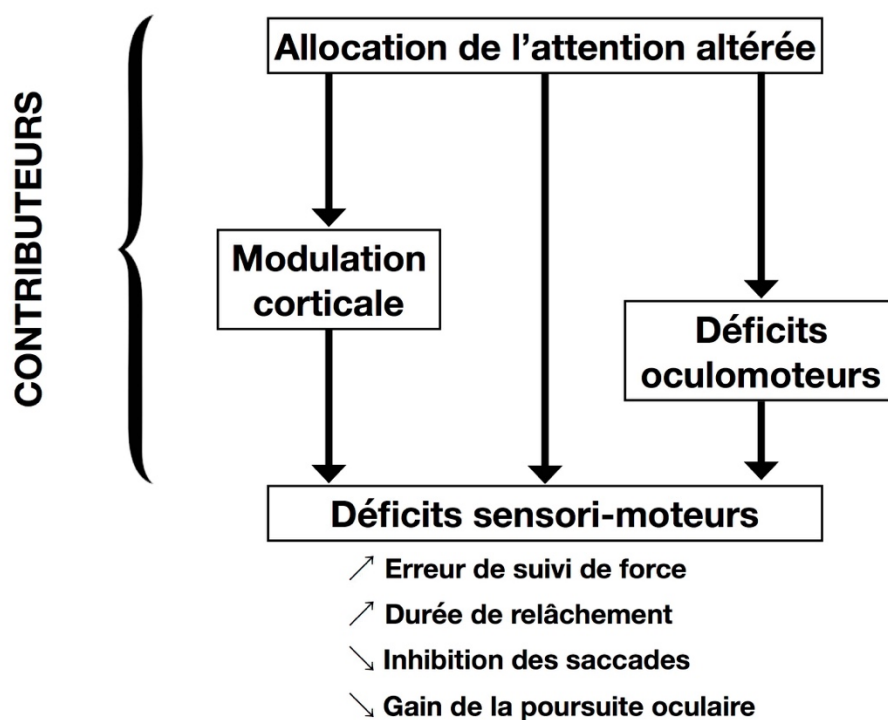 CONTRIBUTEURS
Allocation de l’attention altérée
Modulation
corticale
Déficits
oculomoteurs
Déficits sensori-moteurs
↗ Erreur de suivi de force
↗ Durée de relâchement
↘ Inhibition des saccades
↘ Gain de la poursuite oculaire